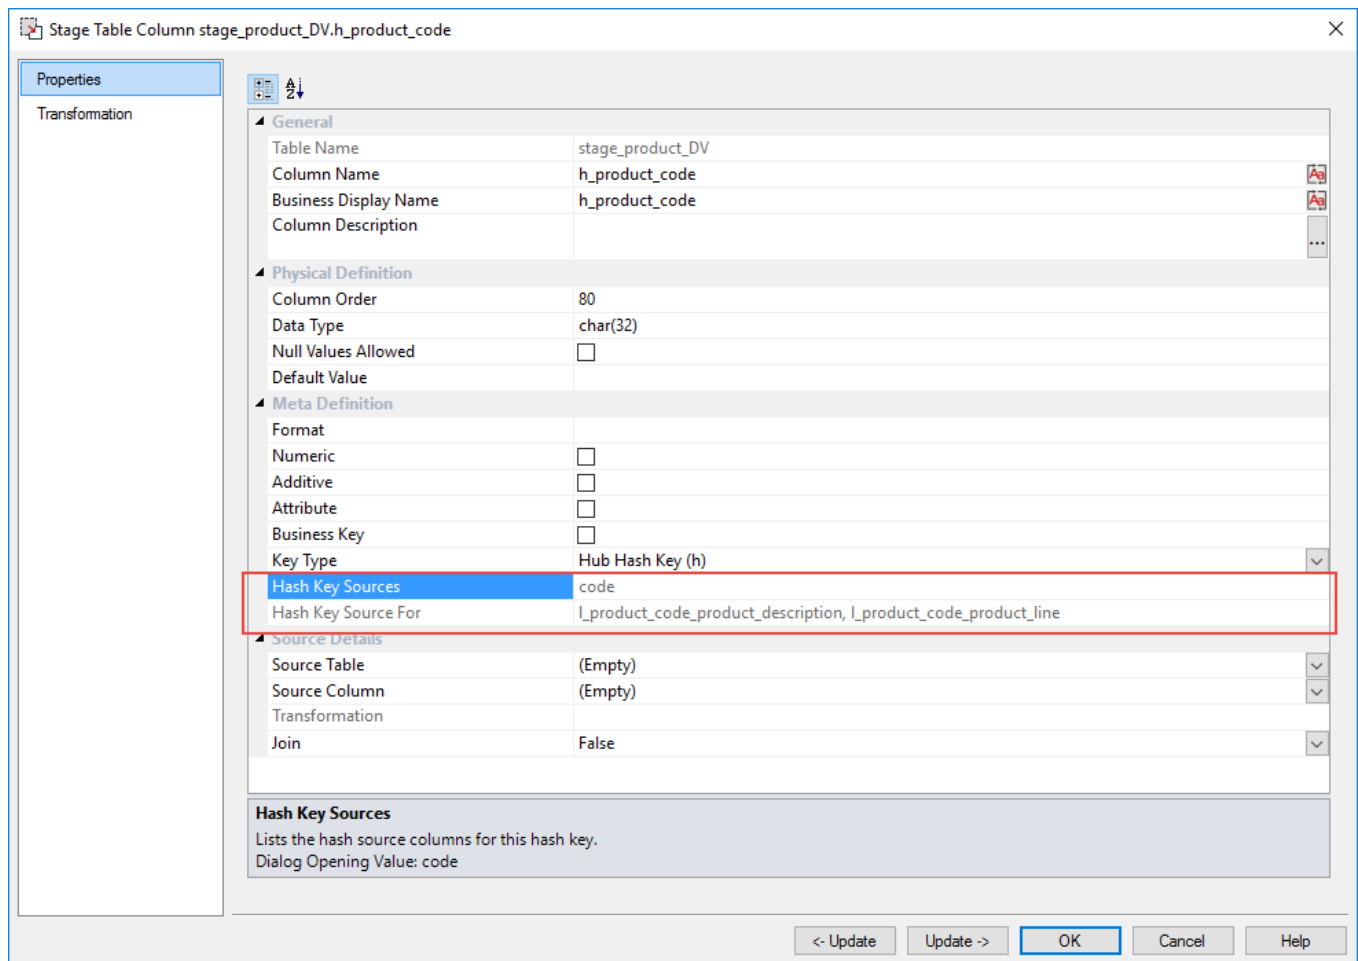 Stage Table Column stage_product_DV.h_product_code
Properties
Transformation
General
Table Name stage_product_DV
Column Name h_product_code
Business Display Name h_product_code
Column Description
...
Physical Definition
Column Order 80
Data Type char(32)
Null Values Allowed
Default Value
Meta Definition
Format
Numeric
Additive
Attribute
Business Key
Key Type Hub Hash Key (h)
Hash Key Sources code
Hash Key Source For l_product_code_product_description, l_product_code_product_line
Source Details
Source Table (Empty)
Source Column (Empty)
Transformation
Join False
Hash Key Sources
Lists the hash source columns for this hash key.
Dialog Opening Value: code
<- Update Update -> OK Cancel Help